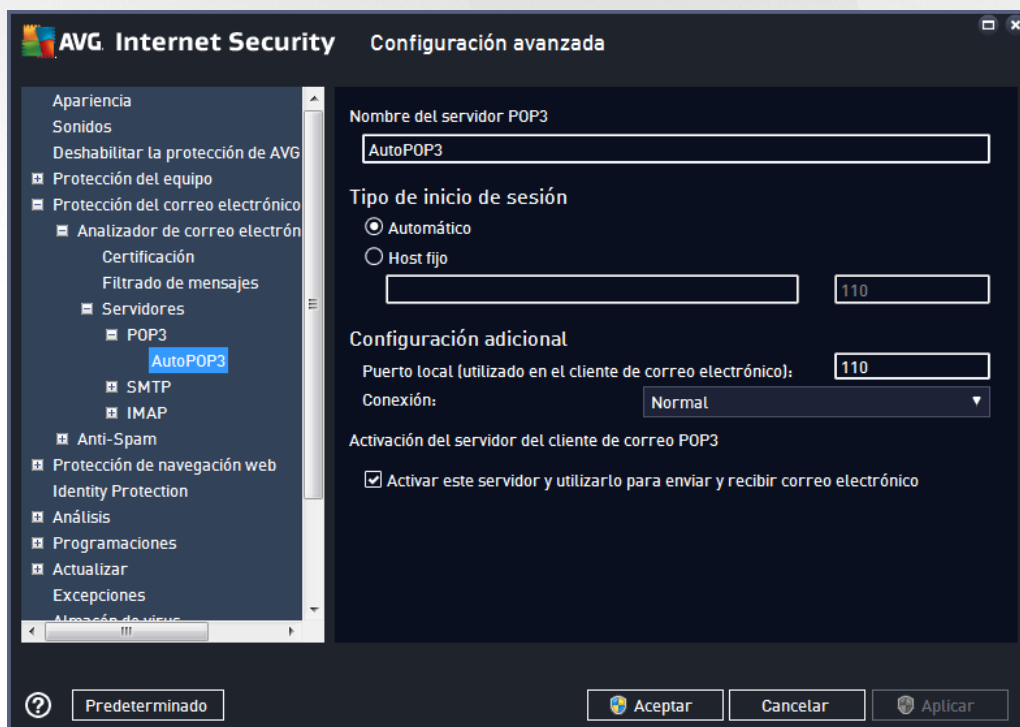 AVG. Internet Security Configuración avanzada
Apariencia
Sonidos
Deshabilitar la protección de AVG
Protección del equipo
Protección del correo electrónico
Analizador de correo electrón
Certificación
Filtrado de mensajes
Servidores
POP3
AutoPOP3
SMTP
IMAP
Anti-Spam
Protección de navegación web
Identity Protection
Análisis
Programaciones
Actualizar
Excepciones
Almacén de virus
Nombre del servidor POP3
AutoPOP3
Tipo de inicio de sesión
Automático
Host fijo
110
Configuración adicional
Puerto local (utilizado en el cliente de correo electrónico): 110
Conexión: Normal
Activación del servidor del cliente de correo POP3
Activar este servidor y utilizarlo para enviar y recibir correo electrónico
? Predeterminado Aceptar Cancelar Aplicar